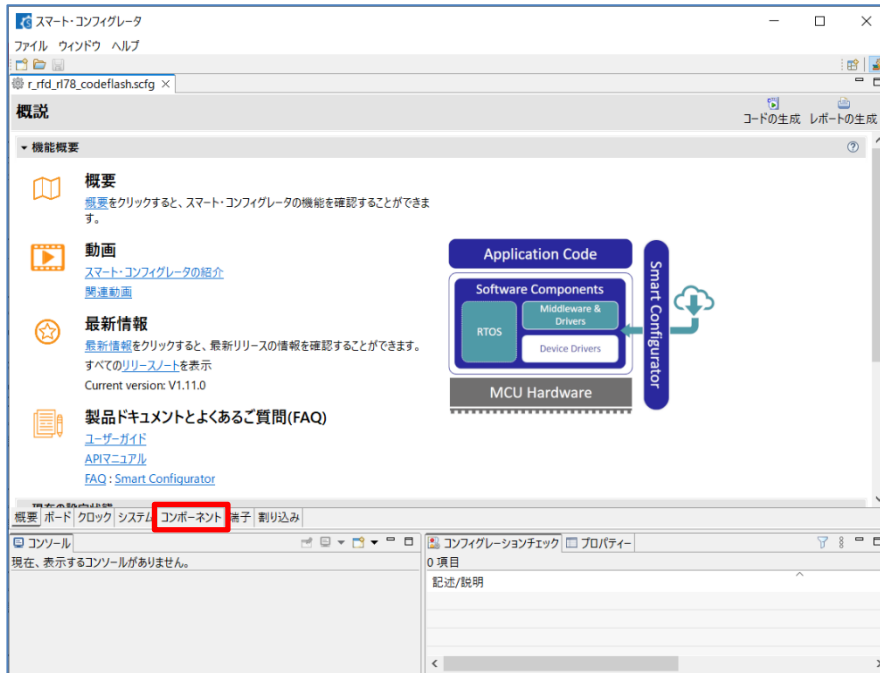 スマート・コンフィグレータ
ファイル ウィンドウ ヘルプ
r_rfd_rl78_codeflash.scfg
概説
コードの生成 レポートの生成
機能概要
概要
概要をクリックすると、スマート・コンフィグレータの機能を確認することができま
す。
動画
スマート・コンフィグレータの紹介
関連動画
最新情報
最新情報をクリックすると、最新リリースの情報を確認することができます。
すべてのリリースノートを表示
Current version: V1.11.0
製品ドキュメントとよくあるご質問(FAQ)
ユーザーガイド
APIマニュアル
FAQ : Smart Configurator
Application Code
Software Components
RTOS
Middleware &
Drivers
Device Drivers
MCU Hardware
Smart Configurator
現在の設定状態
概要 ボード クロック システム コンポーネント 端子 割り込み
コンソール
現在、表示するコンソールがありません。
コンフィグレーションチェック プロパティー
0 項目
記述/説明